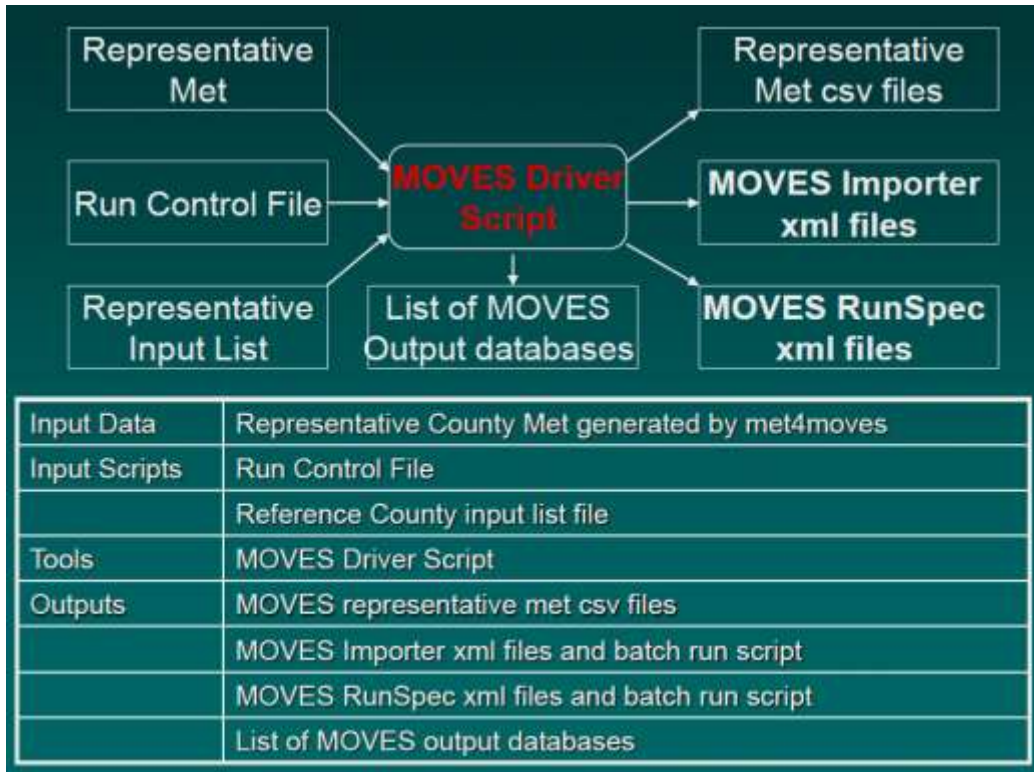 Representative
Met
Representative
Met csv files
MOVES Driver
Script
Run Control File
MOVES Importer
xml files
Representative
Input List
List of MOVES
Output databases
MOVES RunSpec
xml files
Input Data Representative County Met generated by met4moves
Input Scripts Run Control File
Reference County input list file
Tools MOVES Driver Script
Outputs MOVES representative met csv files
MOVES Importer xml files and batch run script
MOVES RunSpec xml files and batch run script
List of MOVES output databases